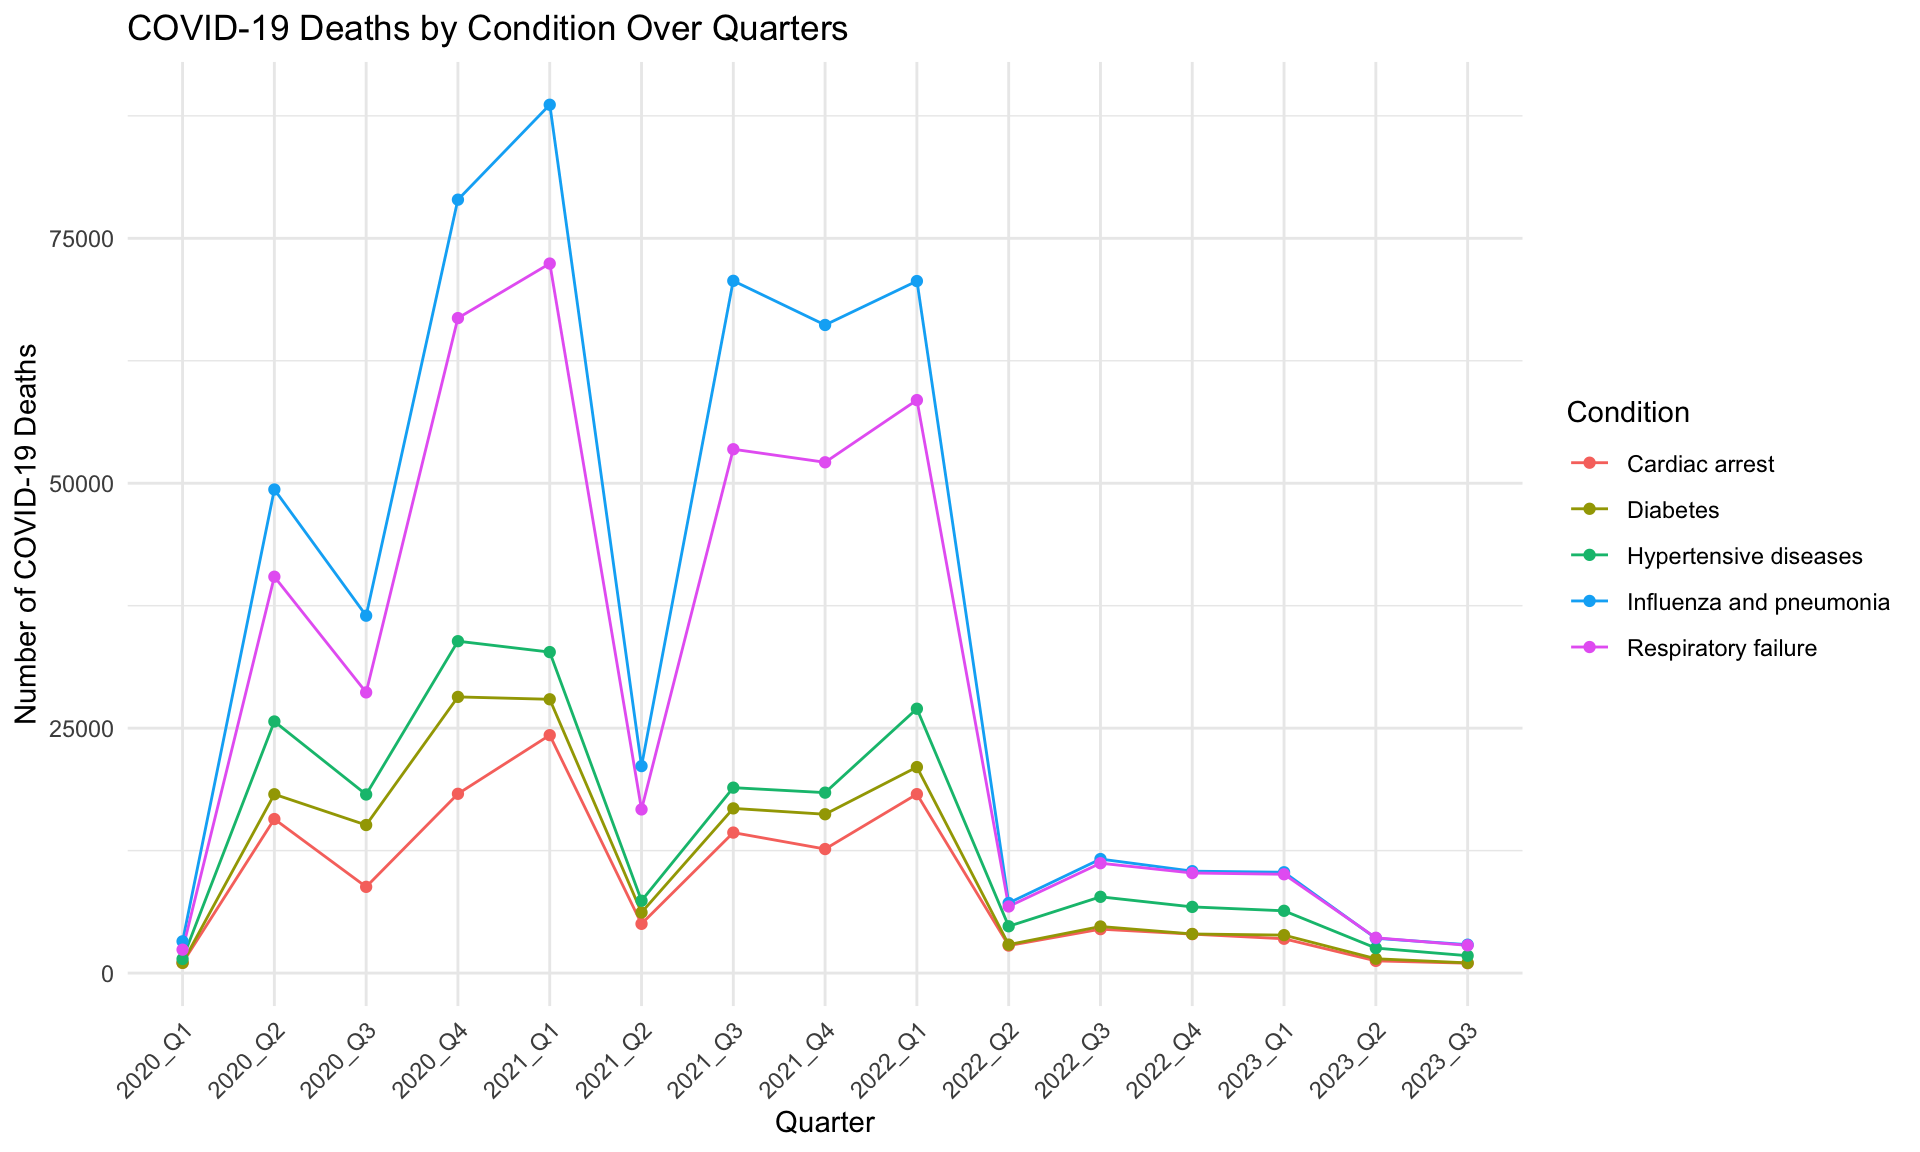 COVID-19 Deaths by Condition Over Quarters
Number of COVID-19 Deaths
75000
50000
25000
0
2020_Q1
2020_Q2
2020_Q3
2020_Q4
2021_Q1
2021_Q2
2021_Q3
2021_Q4
2022_Q1
2022_Q2
2022_Q3
2022_Q4
2023_Q1
2023_Q2
2023_Q3
Quarter
Condition
Cardiac arrest
Diabetes
Hypertensive diseases
Influenza and pneumonia
Respiratory failure